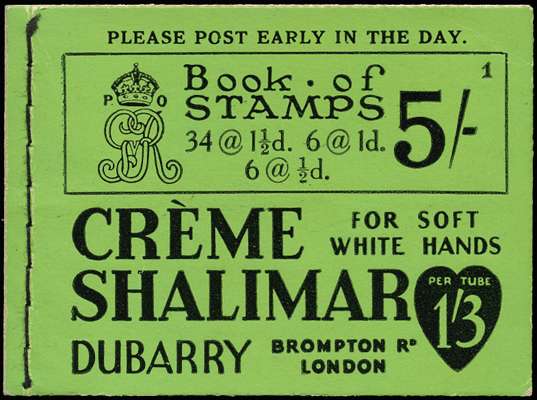 PLEASE POST EARLY IN THE DAY.
1
P O
GR
Book · of
STAMPS
5/-
34 @ 1½d. 6 @ 1d.
6 @ ½d.
CRÈME
FOR SOFT
WHITE HANDS
SHALIMAR
PER TUBE
1/3
DUBARRY
BROMPTON RD
LONDON